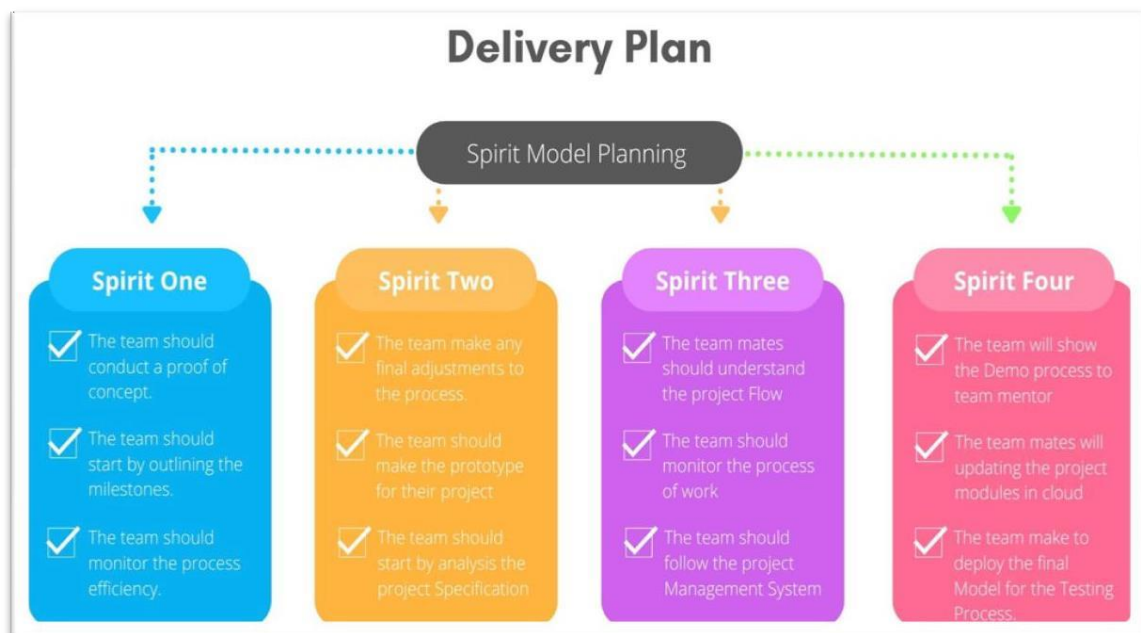 Delivery Plan
Spirit Model Planning
Spirit One
The team should
conduct a proof of
concept.
The team should
start by outlining the
milestones.
The team should
monitor the process
efficiency.
Spirit Two
The team make any
final adjustments to
the process.
The team should
make the prototype
for their project
The team should
start by analysis the
project Specification
Spirit Three
The team mates
should understand
the project Flow
The team should
monitor the process
of work
The team should
follow the project
Management System
Spirit Four
The team will show
the Demo process to
team mentor
The team mates will
updating the project
modules in cloud
The team make to
deploy the final
Model for the Testing
Process.